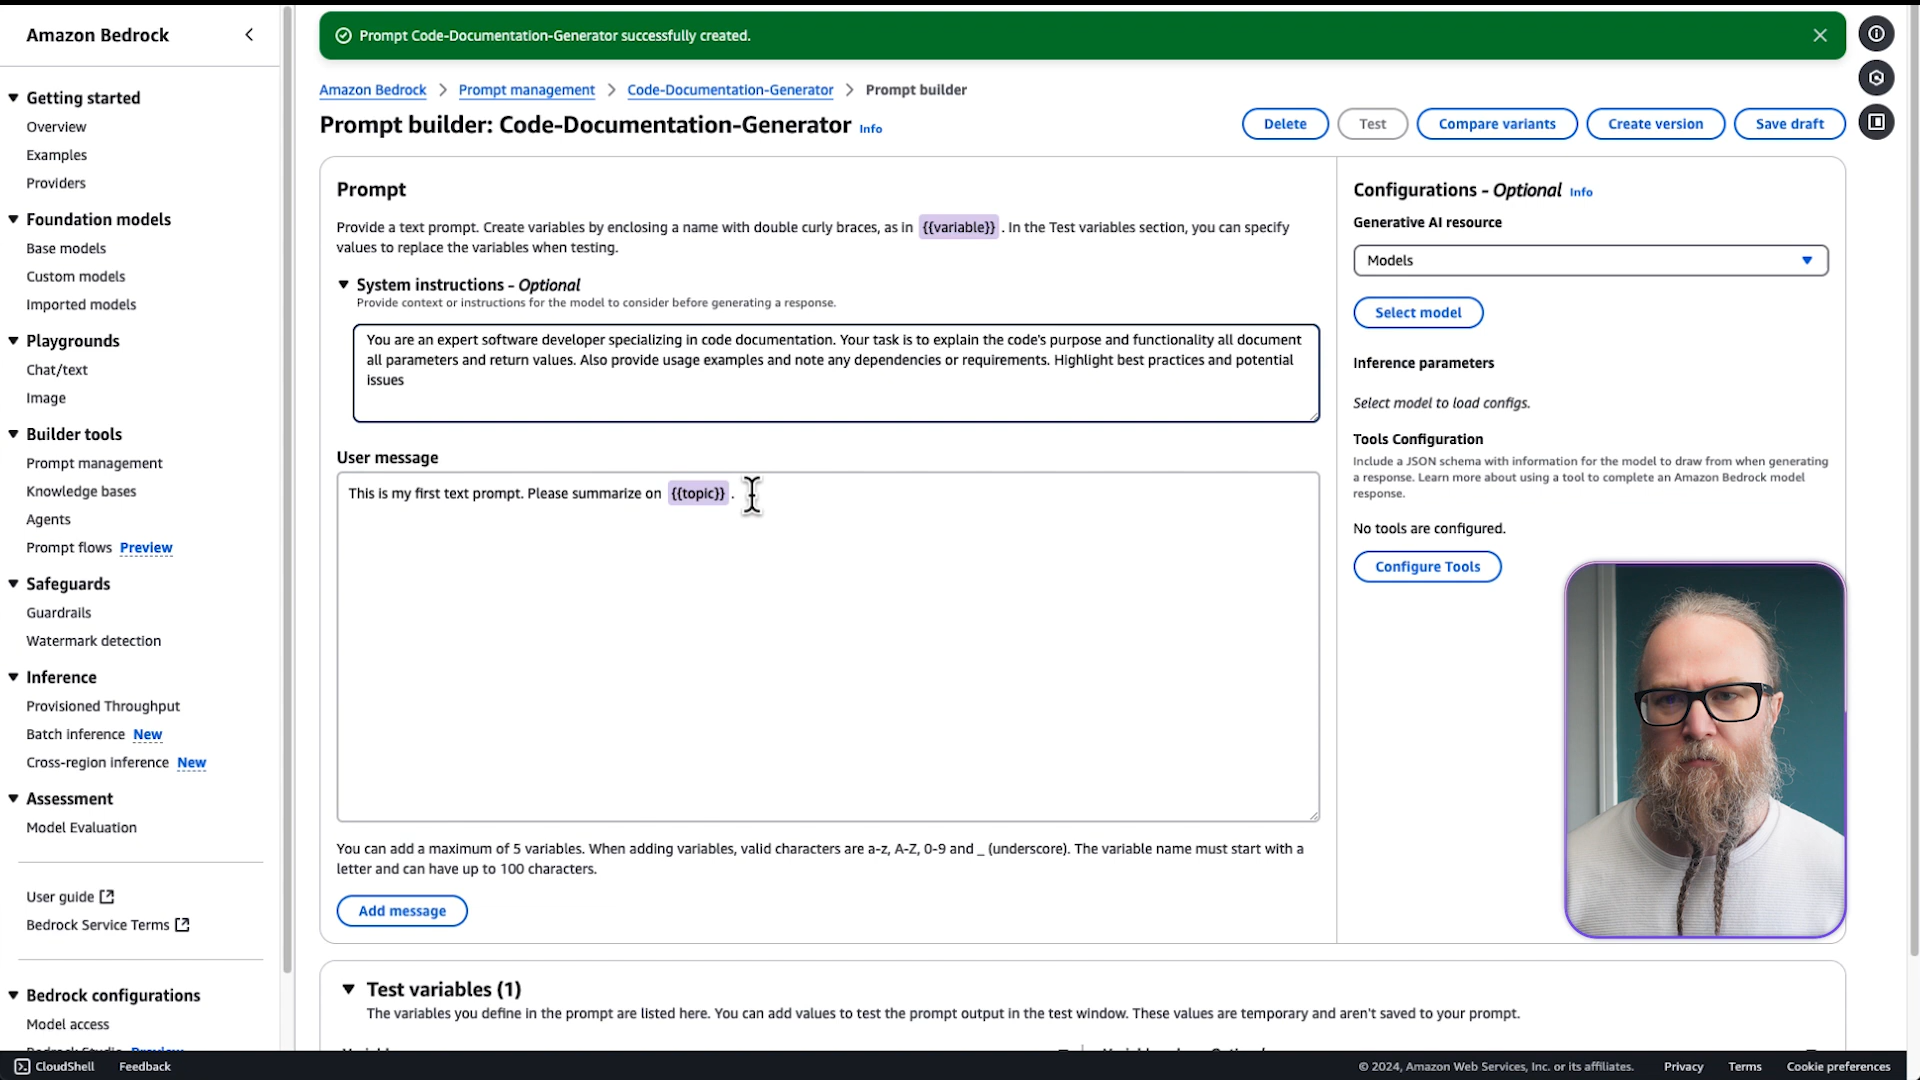 Amazon Bedrock
Getting started
Overview
Examples
Providers
Foundation models
Base models
Custom models
Imported models
Playgrounds
Chat/text
Image
Builder tools
Prompt management
Knowledge bases
Agents
Prompt flows Preview
Safeguards
Guardrails
Watermark detection
Inference
Provisioned Throughput
Batch inference New
Cross-region inference New
Assessment
Model Evaluation
User guide
Bedrock Service Terms
Bedrock configurations
Model access
Bedrock Studio Preview
Prompt Code-Documentation-Generator successfully created.
Amazon Bedrock > Prompt management > Code-Documentation-Generator > Prompt builder
Prompt builder: Code-Documentation-Generator Info
Delete
Test
Compare variants
Create version
Save draft
Prompt
Provide a text prompt. Create variables by enclosing a name with double curly braces, as in {{variable}} . In the Test variables section, you can specify
values to replace the variables when testing.
System instructions - Optional
Provide context or instructions for the model to consider before generating a response.
You are an expert software developer specializing in code documentation. Your task is to explain the code's purpose and functionality all document
all parameters and return values. Also provide usage examples and note any dependencies or requirements. Highlight best practices and potential
issues
User message
This is my first text prompt. Please summarize on {{topic}} .
You can add a maximum of 5 variables. When adding variables, valid characters are a-z, A-Z, 0-9 and _ (underscore). The variable name must start with a
letter and can have up to 100 characters.
Add message
Configurations - Optional Info
Generative AI resource
Models
Select model
Inference parameters
Select model to load configs.
Tools Configuration
Include a JSON schema with information for the model to draw from when generating
a response. Learn more about using a tool to complete an Amazon Bedrock model
response.
No tools are configured.
Configure Tools
Test variables (1)
The variables you define in the prompt are listed here. You can add values to test the prompt output in the test window. These values are temporary and aren't saved to your prompt.
CloudShell
Feedback
© 2024, Amazon Web Services, Inc. or its affiliates.
Privacy
Terms
Cookie preferences